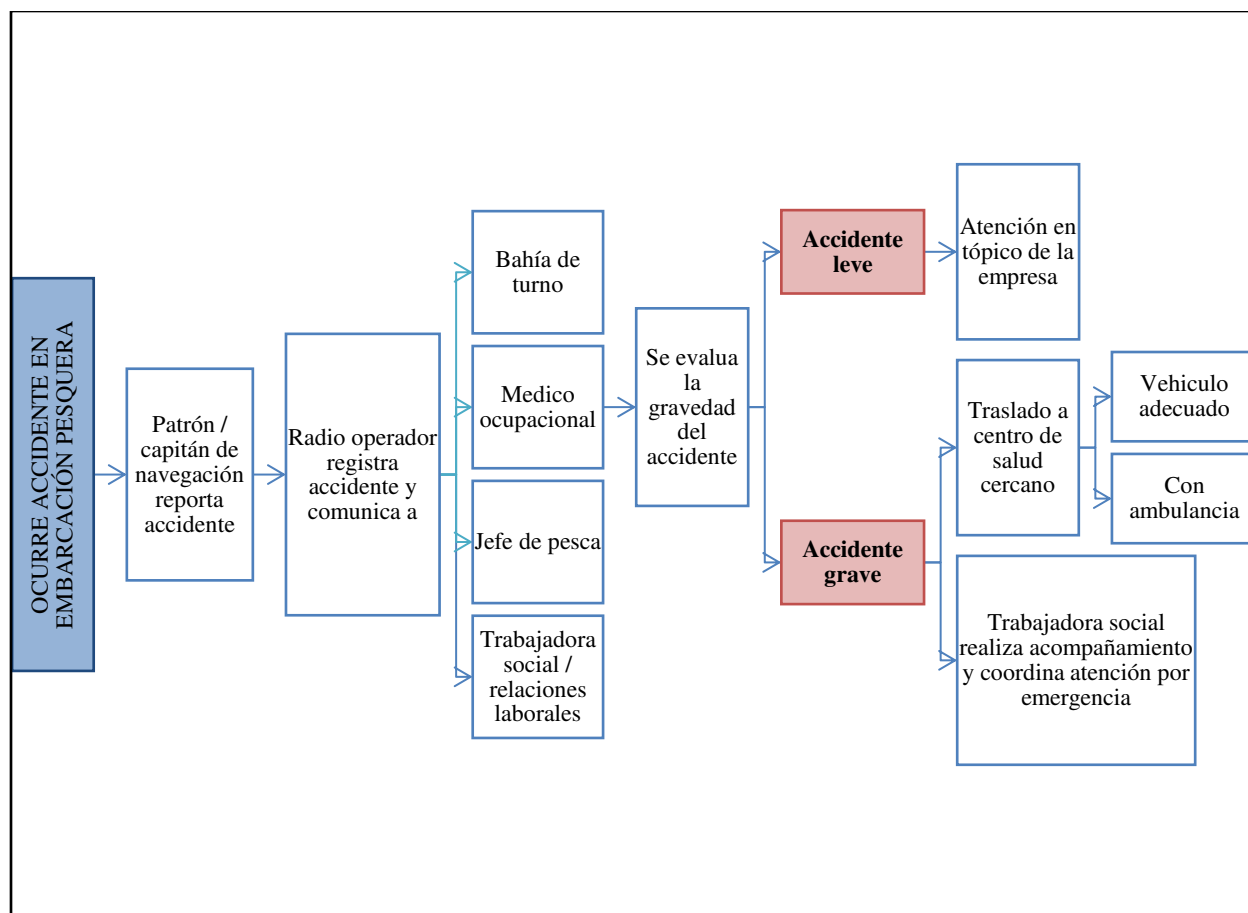 OCURRE ACCIDENTE EN
EMBARCACIÓN PESQUERA
Patrón /
capitán de
navegación
reporta
accidente
Radio operador
registra
accidente y
comunica a
Bahía de
turno
Medico
ocupacional
Jefe de pesca
Trabajadora
social /
relaciones
laborales
Se evalua
la
gravedad
del
accidente
Accidente
leve
Atención en
tópico de la
empresa
Accidente
grave
Traslado a
centro de
salud
cercano
Vehiculo
adecuado
Con
ambulancia
Trabajadora social
realiza acompañamiento
y coordina atención por
emergencia